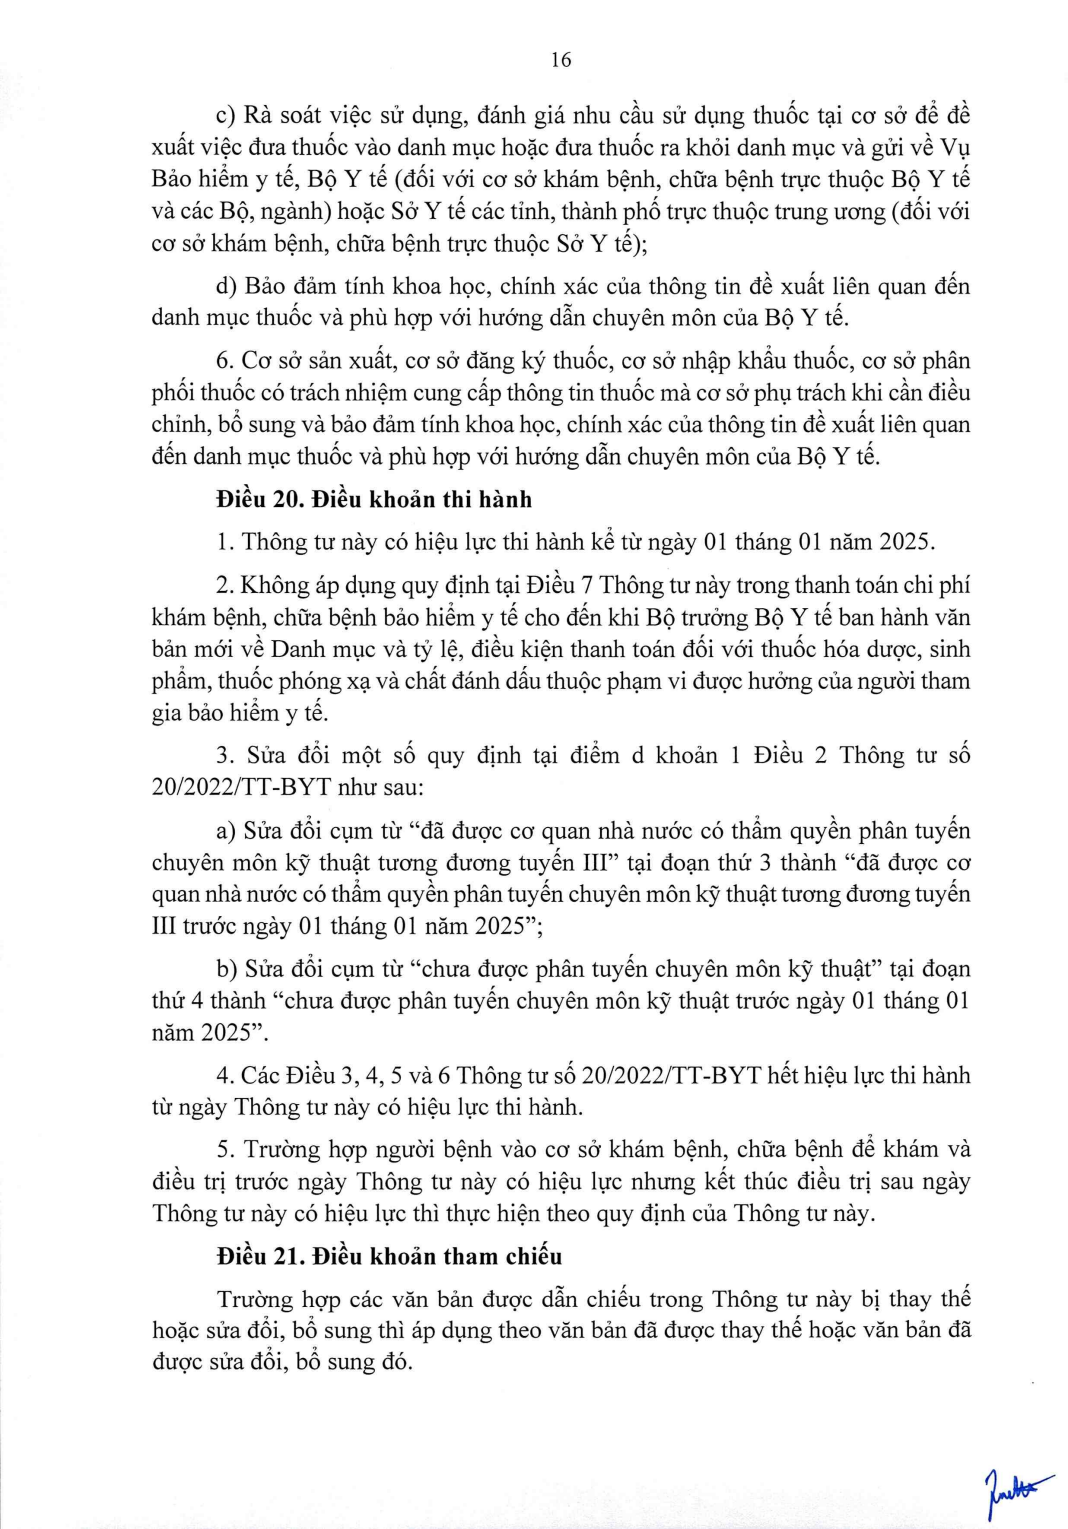 16
c) Rà soát việc sử dụng, đánh giá nhu cầu sử dụng thuốc tại cơ sở để đề
xuất việc đưa thuốc vào danh mục hoặc đưa thuốc ra khỏi danh mục và gửi về Vụ
Bảo hiểm y tế, Bộ Y tế (đối với cơ sở khám bệnh, chữa bệnh trực thuộc Bộ Y tế
và các Bộ, ngành) hoặc Sở Y tế các tỉnh, thành phố trực thuộc trung ương (đối với
cơ sở khám bệnh, chữa bệnh trực thuộc Sở Y tế);
d) Bảo đảm tính khoa học, chính xác của thông tin đề xuất liên quan đến
danh mục thuốc và phù hợp với hướng dẫn chuyên môn của Bộ Y tế.
6. Cơ sở sản xuất, cơ sở đăng ký thuốc, cơ sở nhập khẩu thuốc, cơ sở phân
phối thuốc có trách nhiệm cung cấp thông tin thuốc mà cơ sở phụ trách khi cần điều
chỉnh, bổ sung và bảo đảm tính khoa học, chính xác của thông tin đề xuất liên quan
đến danh mục thuốc và phù hợp với hướng dẫn chuyên môn của Bộ Y tế.
Điều 20. Điều khoản thi hành
1. Thông tư này có hiệu lực thi hành kể từ ngày 01 tháng 01 năm 2025.
2. Không áp dụng quy định tại Điều 7 Thông tư này trong thanh toán chi phí
khám bệnh, chữa bệnh bảo hiểm y tế cho đến khi Bộ trưởng Bộ Y tế ban hành văn
bản mới về Danh mục và tỷ lệ, điều kiện thanh toán đối với thuốc hóa dược, sinh
phẩm, thuốc phóng xạ và chất đánh dấu thuộc phạm vi được hưởng của người tham
gia bảo hiểm y tế.
3. Sửa đổi một số quy định tại điểm d khoản 1 Điều 2 Thông tư số
20/2022/TT-BYT như sau:
a) Sửa đổi cụm từ “đã được cơ quan nhà nước có thẩm quyền phân tuyến
chuyên môn kỹ thuật tương đương tuyến III” tại đoạn thứ 3 thành “đã được cơ
quan nhà nước có thẩm quyền phân tuyến chuyên môn kỹ thuật tương đương tuyến
III trước ngày 01 tháng 01 năm 2025”;
b) Sửa đổi cụm từ “chưa được phân tuyến chuyên môn kỹ thuật” tại đoạn
thứ 4 thành “chưa được phân tuyến chuyên môn kỹ thuật trước ngày 01 tháng 01
năm 2025”.
4. Các Điều 3, 4, 5 và 6 Thông tư số 20/2022/TT-BYT hết hiệu lực thi hành
từ ngày Thông tư này có hiệu lực thi hành.
5. Trường hợp người bệnh vào cơ sở khám bệnh, chữa bệnh để khám và
điều trị trước ngày Thông tư này có hiệu lực nhưng kết thúc điều trị sau ngày
Thông tư này có hiệu lực thì thực hiện theo quy định của Thông tư này.
Điều 21. Điều khoản tham chiếu
Trường hợp các văn bản được dẫn chiếu trong Thông tư này bị thay thế
hoặc sửa đổi, bổ sung thì áp dụng theo văn bản đã được thay thế hoặc văn bản đã
được sửa đổi, bổ sung đó.